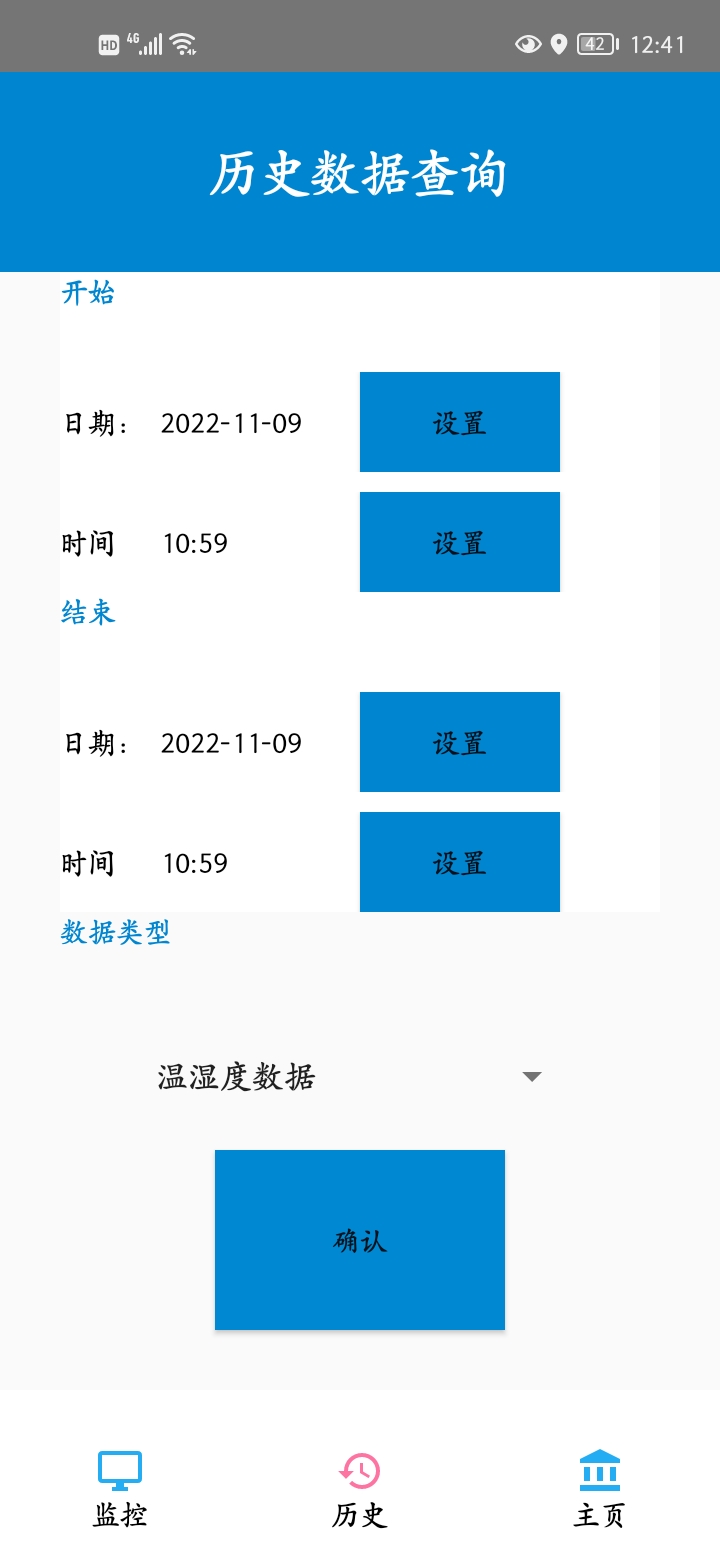 HD 4G 42 12:41
历史数据查询
开始
日期： 2022-11-09 设置
时间 10:59 设置
结束
日期： 2022-11-09 设置
时间 10:59 设置
数据类型
温湿度数据
确认
监控 历史 主页